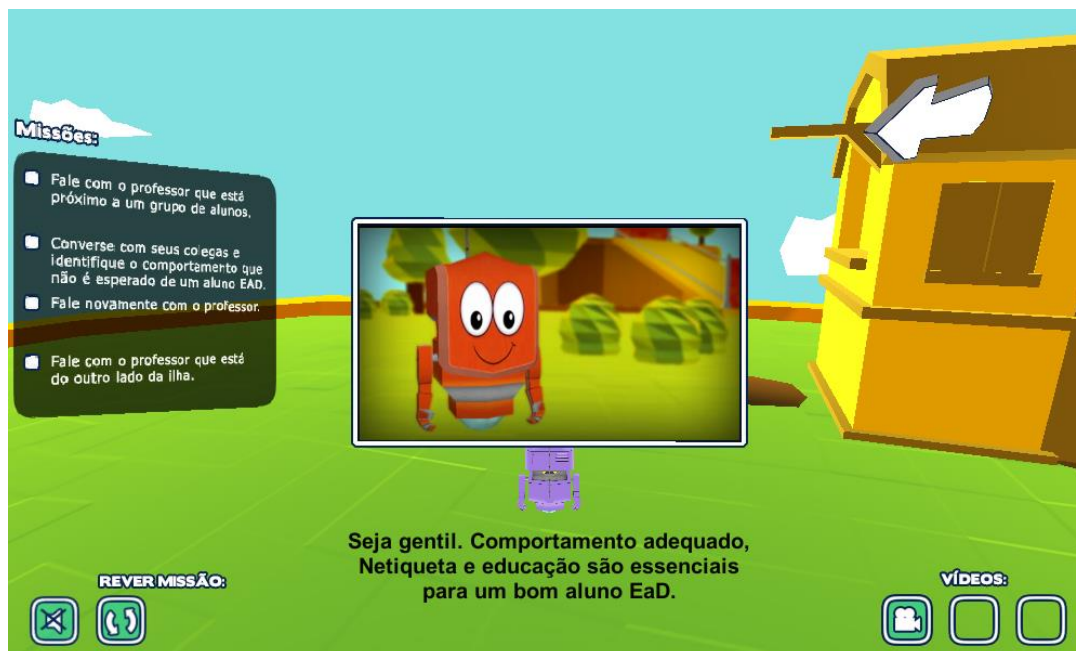 Missões:
Fale com o professor que está
próximo a um grupo de alunos.
Converse com seus colegas e
identifique o comportamento que
não é esperado de um aluno EAD.
Fale novamente com o professor.
Fale com o professor que está
do outro lado da ilha.
Seja gentil. Comportamento adequado,
Netiqueta e educação são essenciais
para um bom aluno EaD.
REVER MISSÃO:
VÍDEOS: